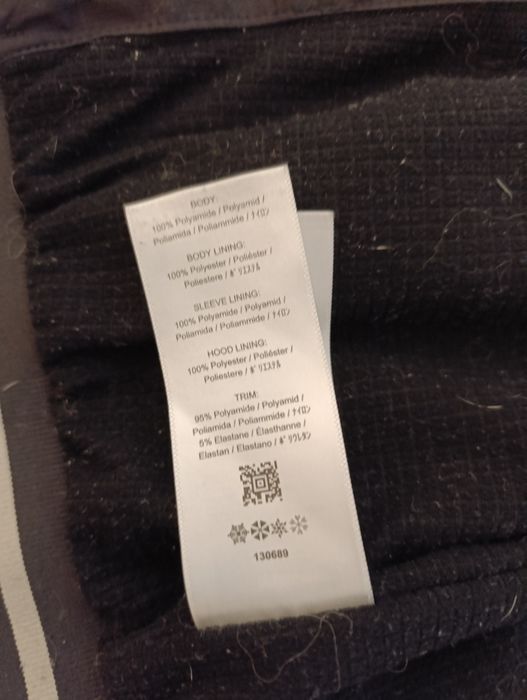 BODY:
100% Polyamide / Polyamid /
Poliamida / Poliammide / ナイロン
BODY LINING:
100% Polyester / Poliéster /
Poliestere / ポリエステル
SLEEVE LINING:
100% Polyamide / Polyamid /
Poliamida / Poliammide / ナイロン
HOOD LINING:
100% Polyester / Poliéster /
Poliestere / ポリエステル
TRIM:
95% Polyamide / Polyamid /
Poliamida / Poliammide / ナイロン
5% Elastane / Élasthanne /
Elastan / Elastano / ポリウレタン
130689